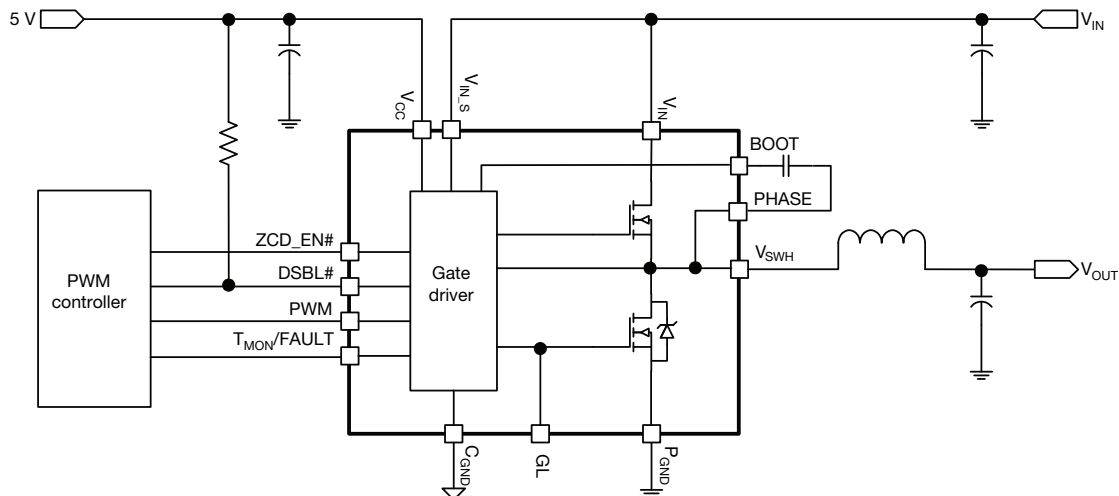 5 V
V_IN
V_CC
V_IN_S
V_IN
BOOT
PHASE
ZCD_EN#
DSBL#
PWM
T_MON/FAULT
PWM
controller
Gate
driver
V_SWH
V_OUT
C_GND
GL
P_GND